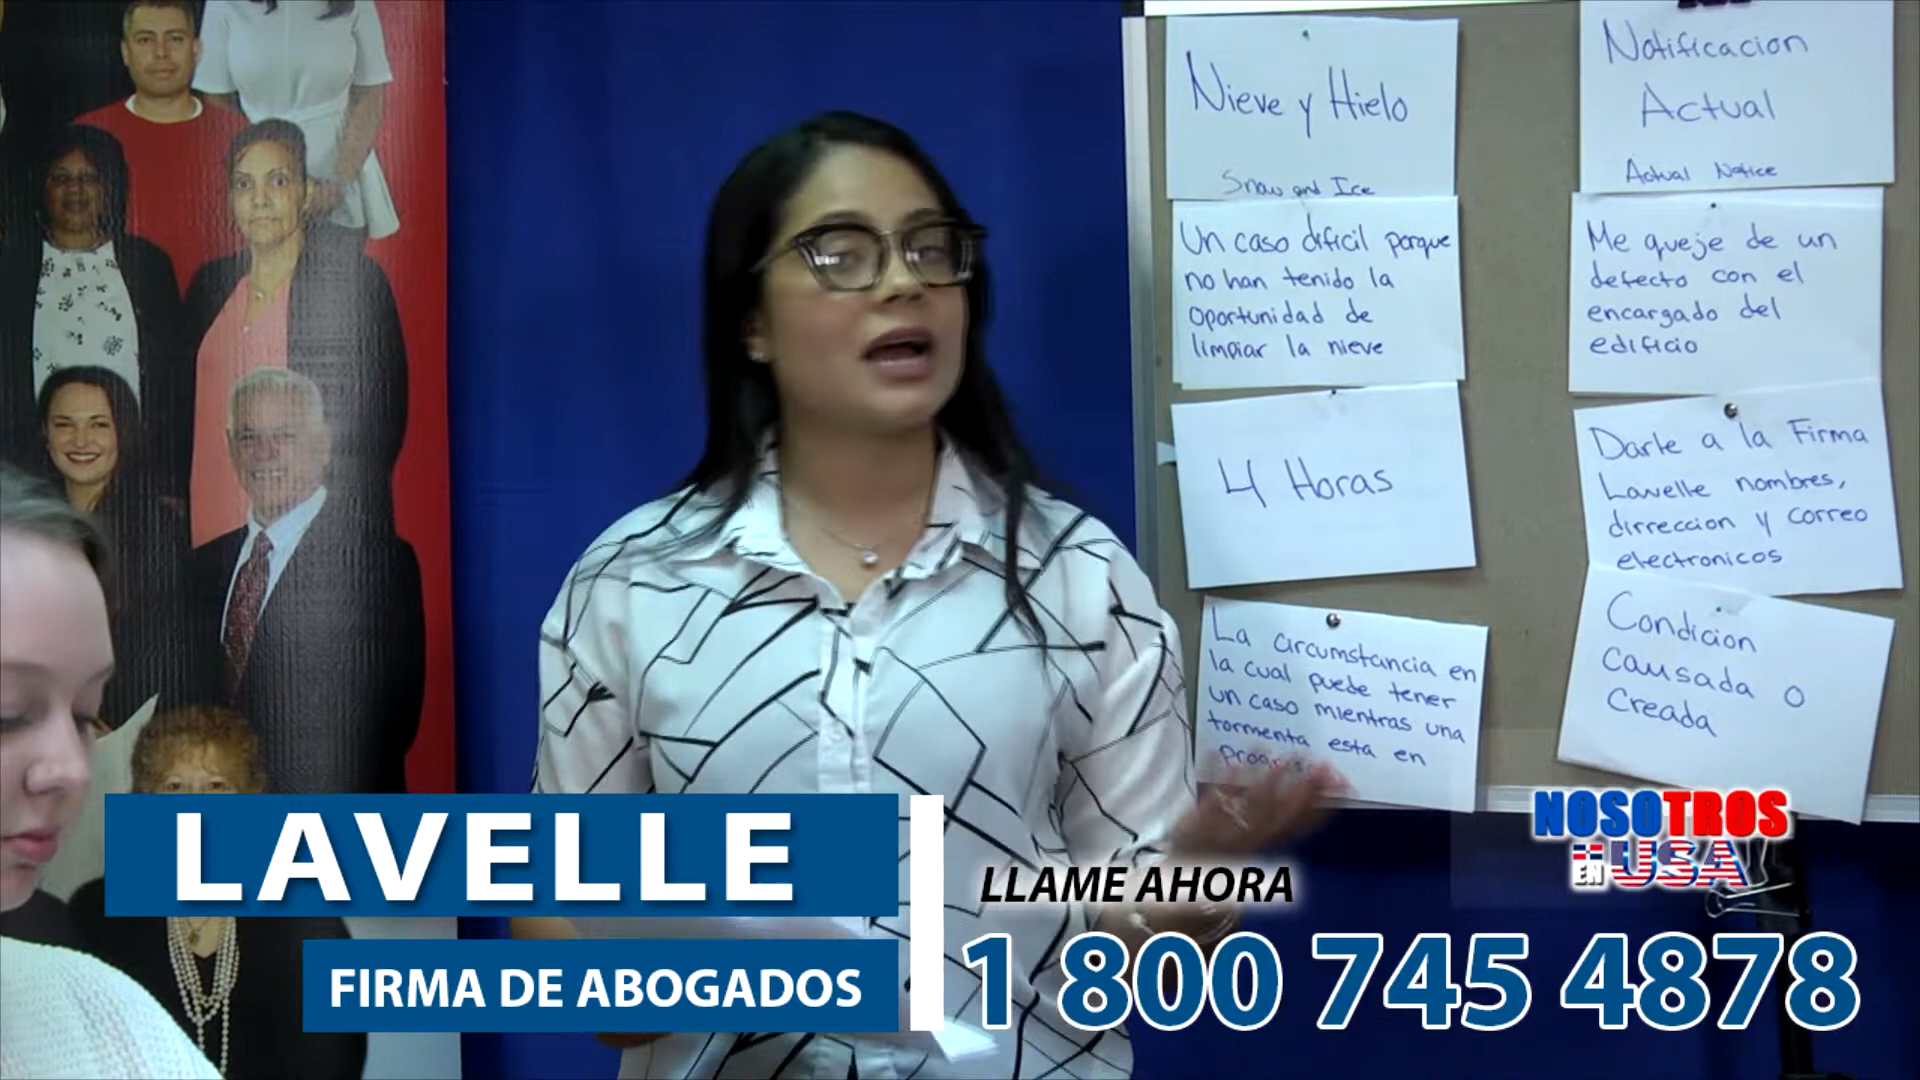 Nieve y Hielo
Snow and Ice
Un caso dificil porque
no han tenido la
oportunidad de
limpiar la nieve
4 Horas
La circumstancia en
la cual puede tener
un caso mientras una
tormenta esta en
Notificacion
Actual
Actual Notice
Me queje de un
defecto con el
encargado del
edificio
Darle a la Firma
Lavelle nombres,
dirreccion y correo
electronicos
Condicion
causada o
Creada
NOSOTROS
EN USA
LAVELLE
FIRMA DE ABOGADOS
LLAME AHORA
1 800 745 4878